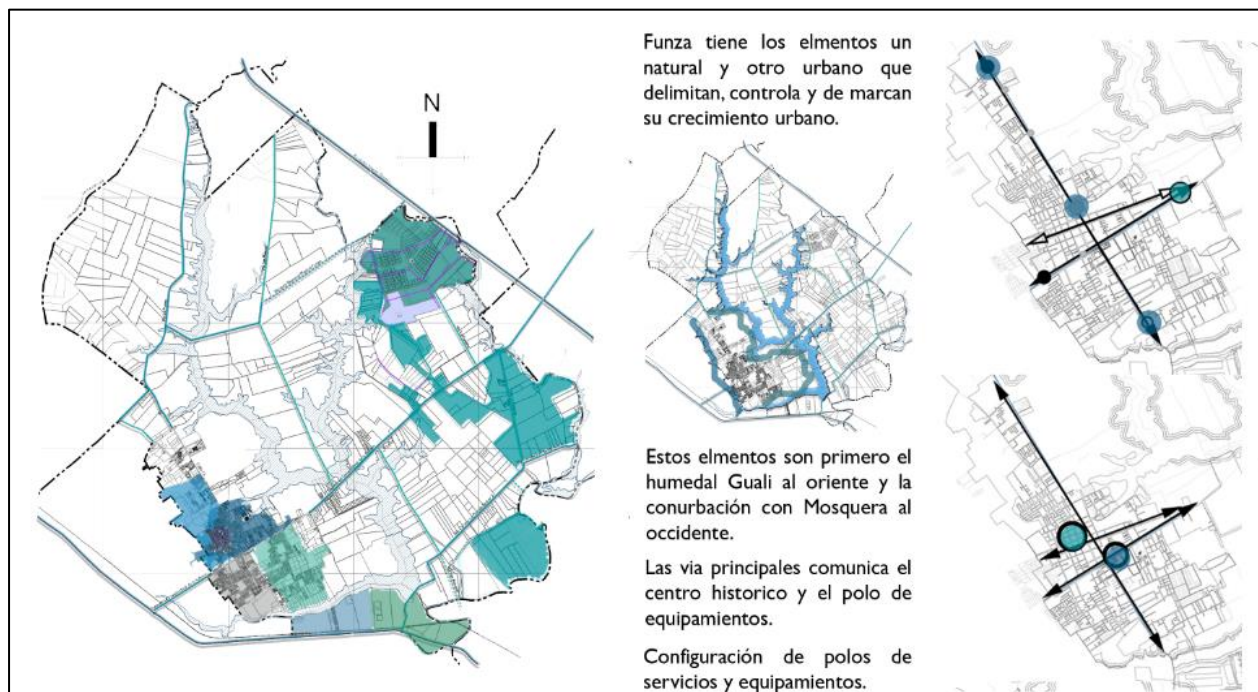 N
Funza tiene los elmentos un
natural y otro urbano que
delimitan, controla y de marcan
su crecimiento urbano.
Estos elmentos son primero el
humedal Guali al oriente y la
conurbación con Mosquera al
occidente.
Las via principales comunica el
centro historico y el polo de
equipamientos.
Configuración de polos de
servicios y equipamientos.